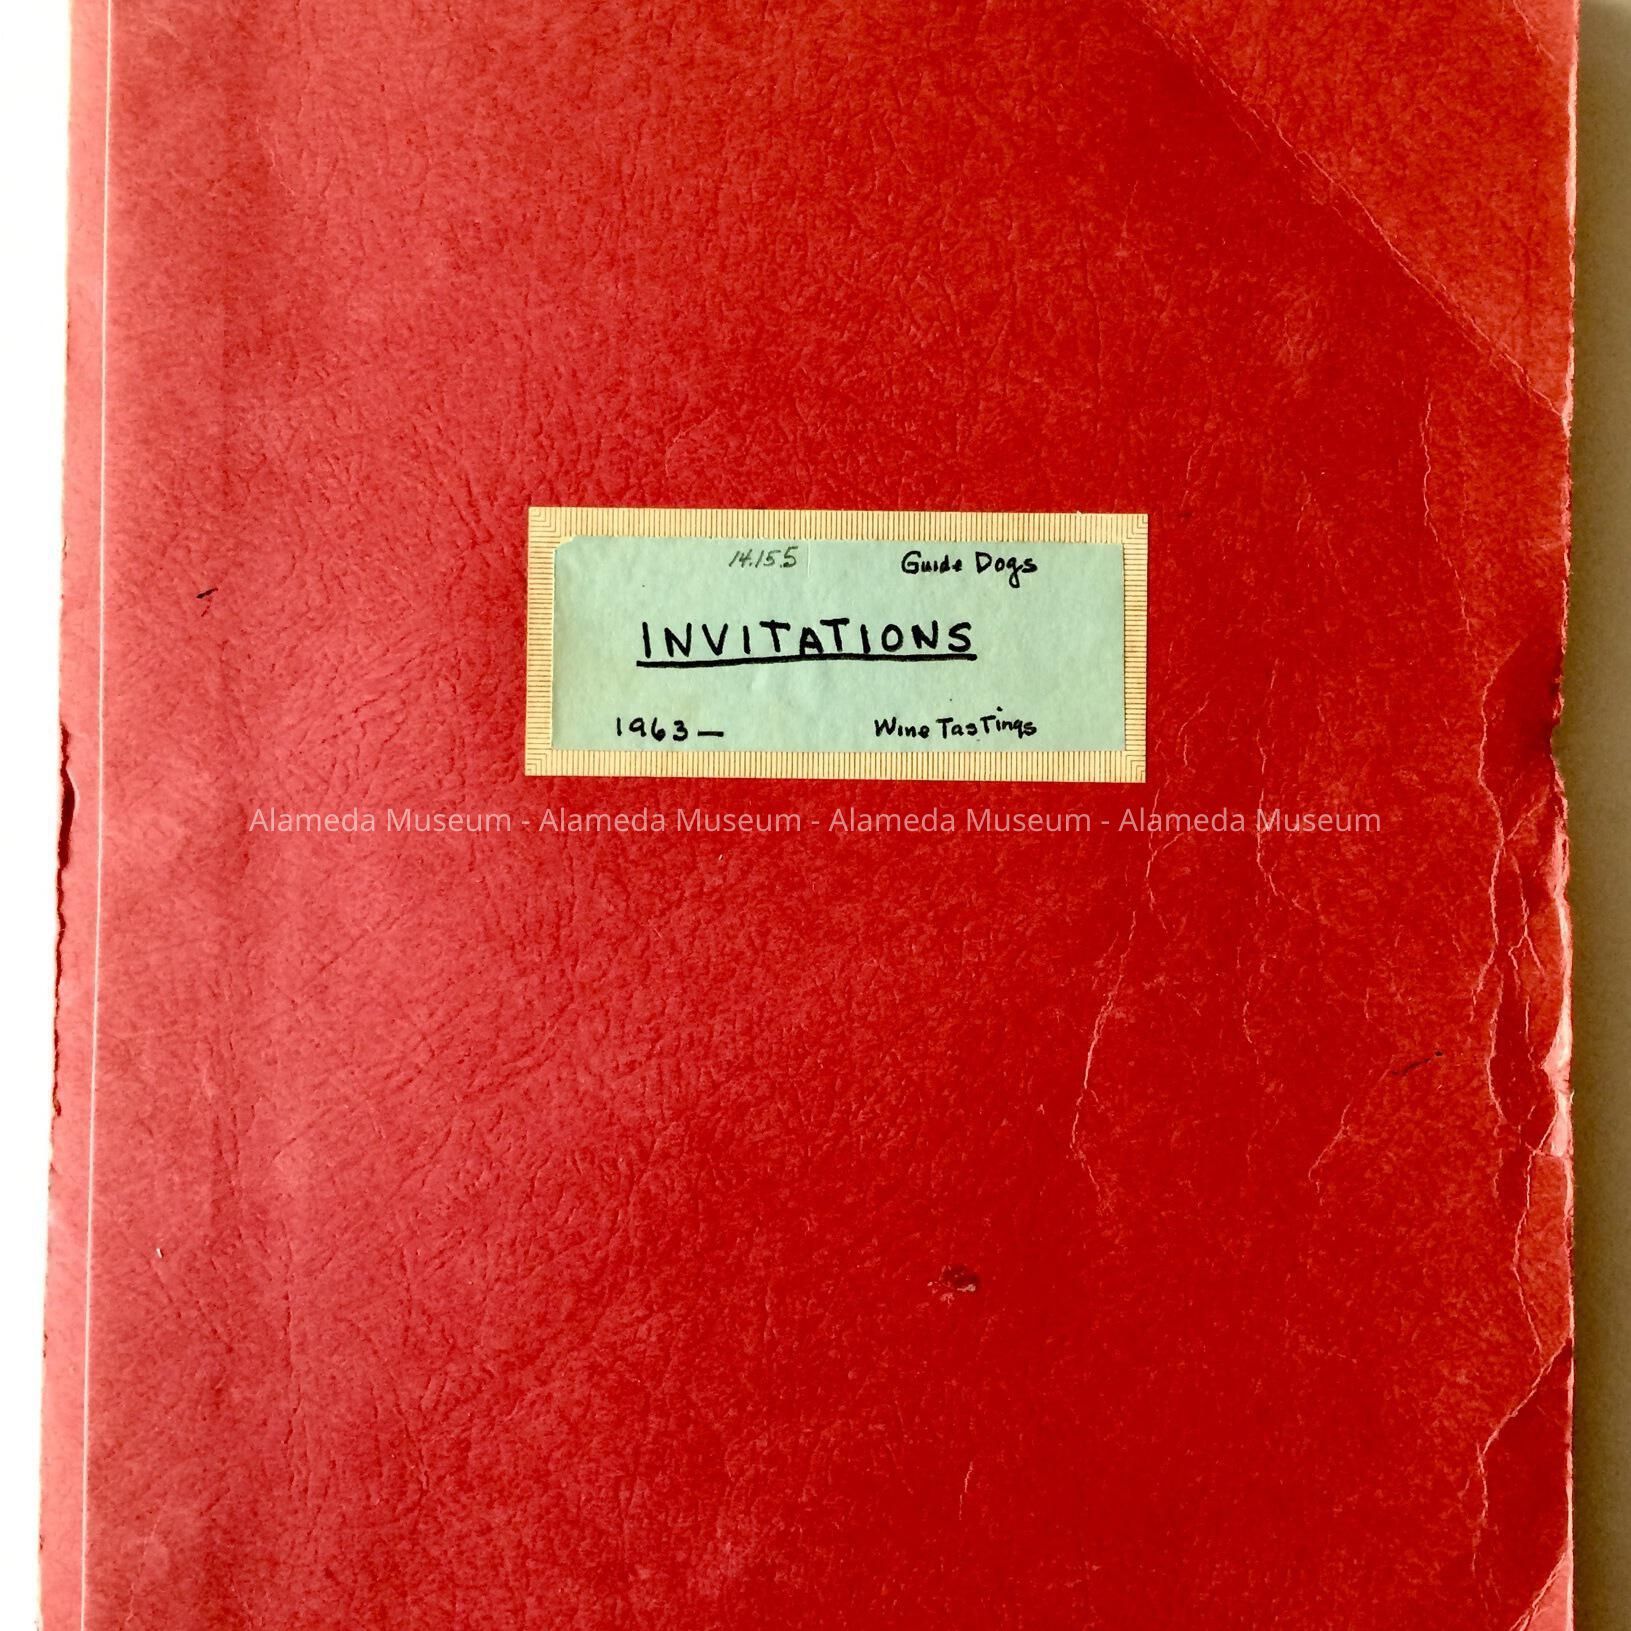 14.155 Guide Dogs
INVITATIONS
1963— Wine Tastings
Alameda Museum - Alameda Museum - Alameda Museum - Alameda Museum